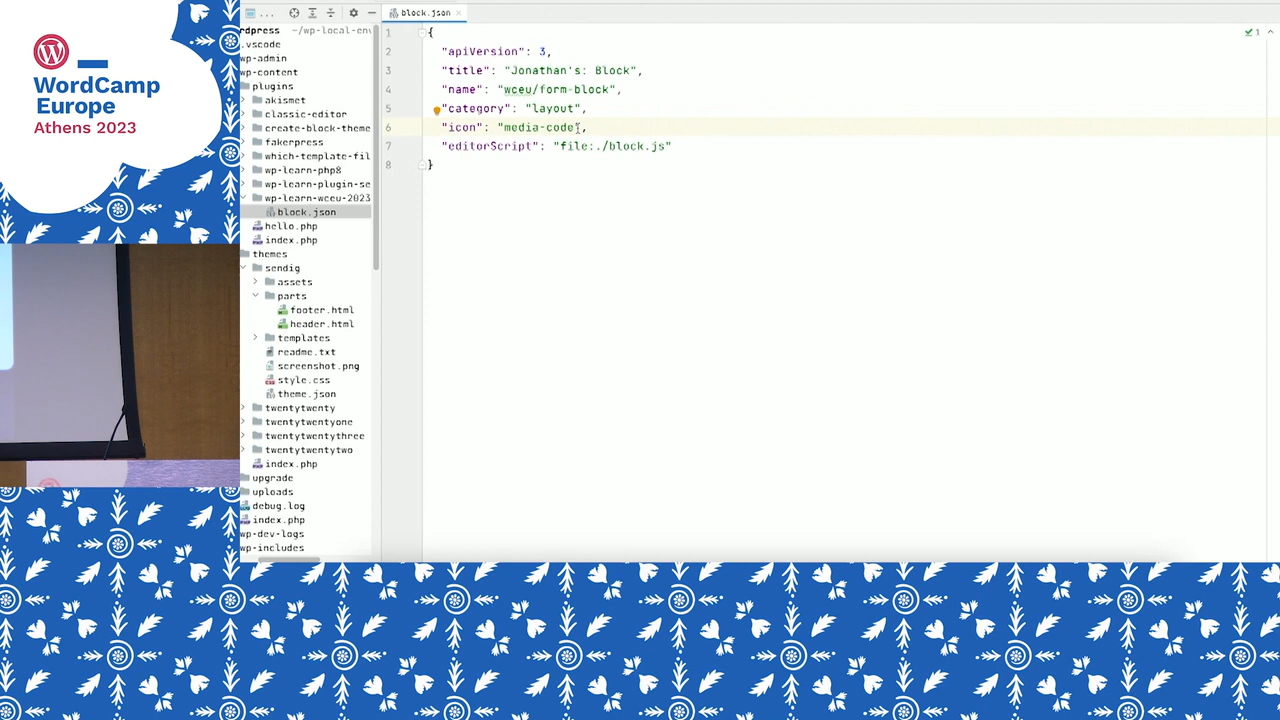 WordCamp
Europe
Athens 2023
...
block.json
rdpress ~/wp-local-env
.vscode
wp-admin
wp-content
plugins
akismet
classic-editor
create-block-theme
fakerpress
which-template-fil
wp-learn-php8
wp-learn-plugin-se
wp-learn-wceu-2023
block.json
hello.php
index.php
themes
sendig
assets
parts
footer.html
header.html
templates
readme.txt
screenshot.png
style.css
theme.json
twentytwenty
twentytwentyone
twentytwentythree
twentytwentytwo
index.php
upgrade
uploads
debug.log
index.php
wp-dev-logs
wp-includes
1 {
2 "apiVersion": 3,
3 "title": "Jonathan's: Block",
4 "name": "wceu/form-block",
5 "category": "layout",
6 "icon": "media-code",
7 "editorScript": "file:./block.js"
8 }
1